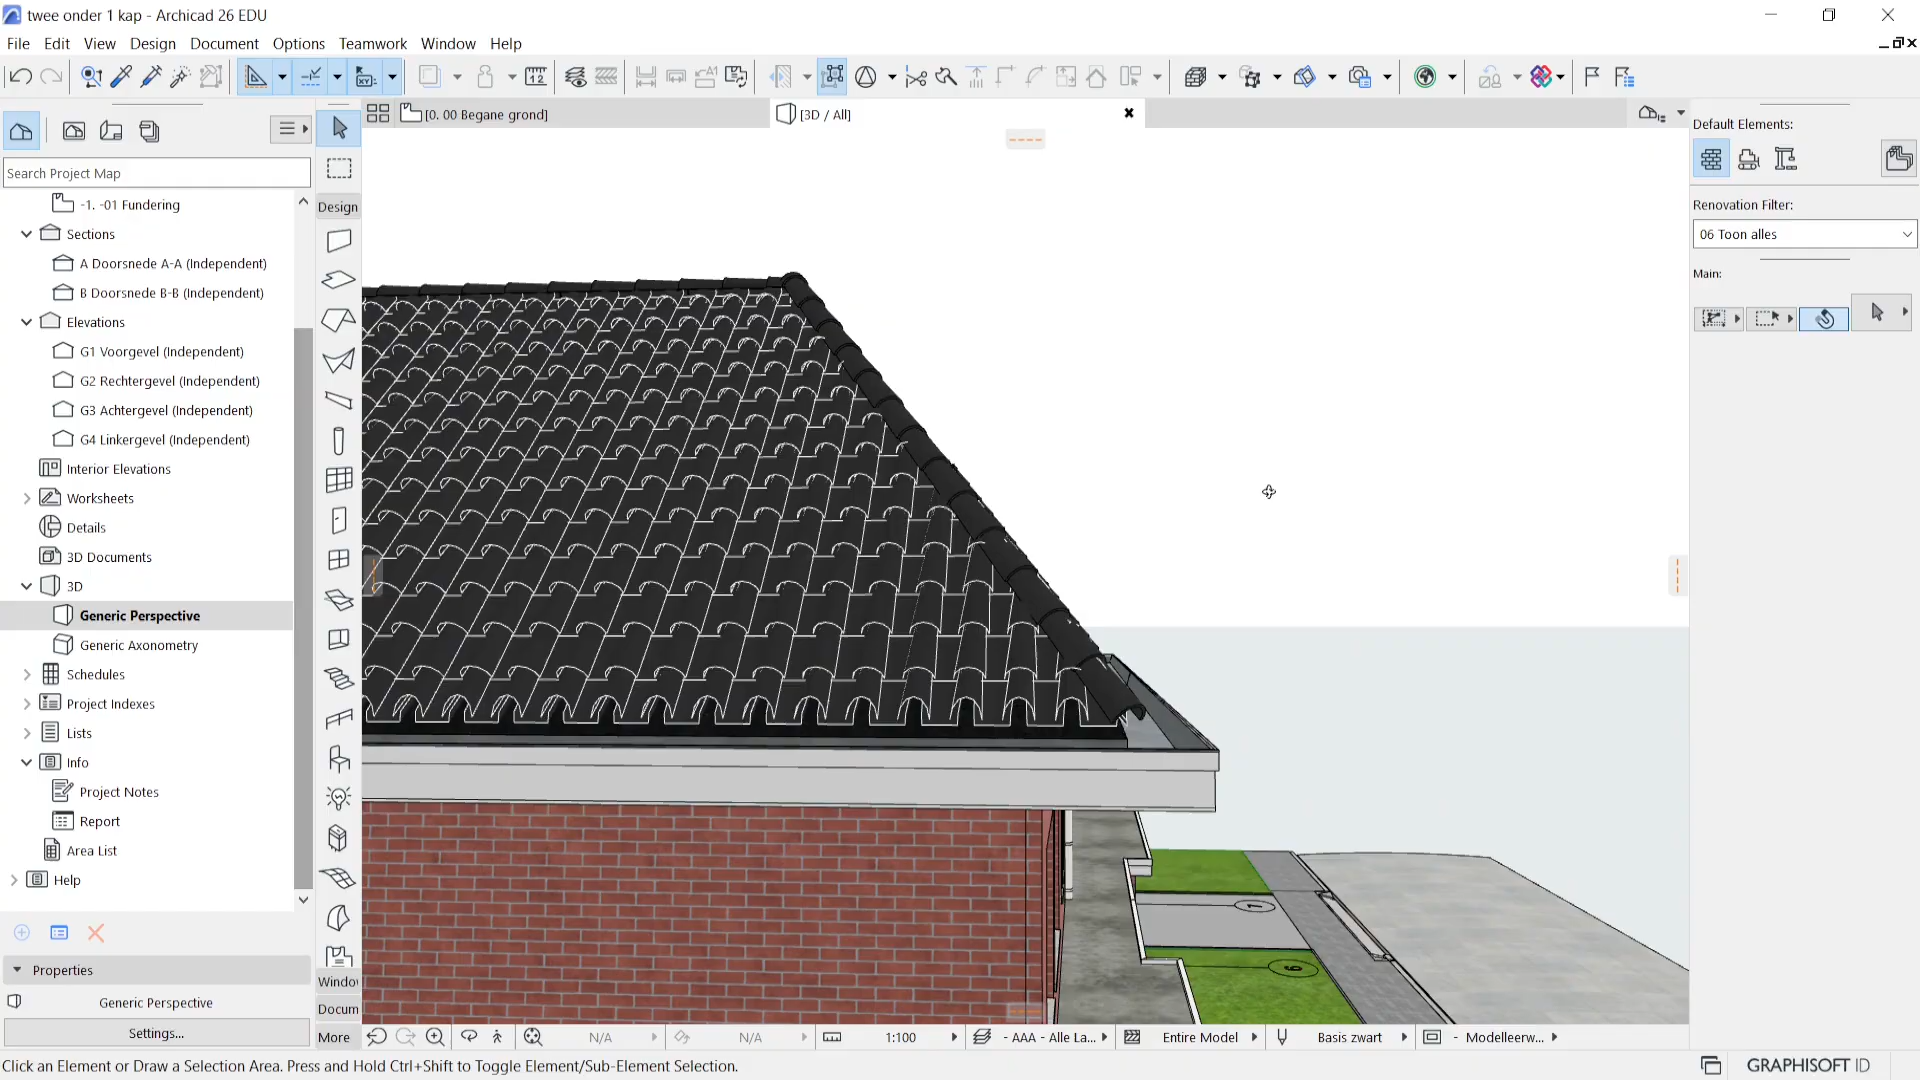 twee onder 1 kap - Archicad 26 EDU
File Edit View Design Document Options Teamwork Window Help
[0. 00 Begane grond]
[3D / All]
Search Project Map
-1. -01 Fundering
Sections
A Doorsnede A-A (Independent)
B Doorsnede B-B (Independent)
Elevations
G1 Voorgevel (Independent)
G2 Rechtergevel (Independent)
G3 Achtergevel (Independent)
G4 Linkergevel (Independent)
Interior Elevations
Worksheets
Details
3D Documents
3D
Generic Perspective
Generic Axonometry
Schedules
Project Indexes
Lists
Info
Project Notes
Report
Area List
Help
Properties
Generic Perspective
Settings...
Design
Windo
Docum
More
Default Elements:
Renovation Filter:
06 Toon alles
Main:
1
6
N/A
N/A
1:100
- AAA - Alle La...
Entire Model
Basis zwart
- Modelleerw...
Click an Element or Draw a Selection Area. Press and Hold Ctrl+Shift to Toggle Element/Sub-Element Selection.
GRAPHISOFT ID